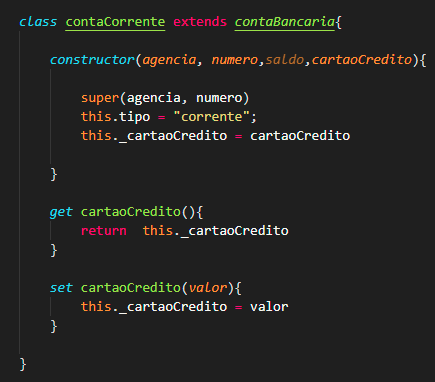 class contaCorrente extends contaBancaria{
constructor(agencia, numero,saldo,cartaoCredito){
super(agencia, numero)
this.tipo = "corrente";
this._cartaoCredito = cartaoCredito
}
get cartaoCredito(){
return  this._cartaoCredito
}
set cartaoCredito(valor){
this._cartaoCredito = valor
}
}